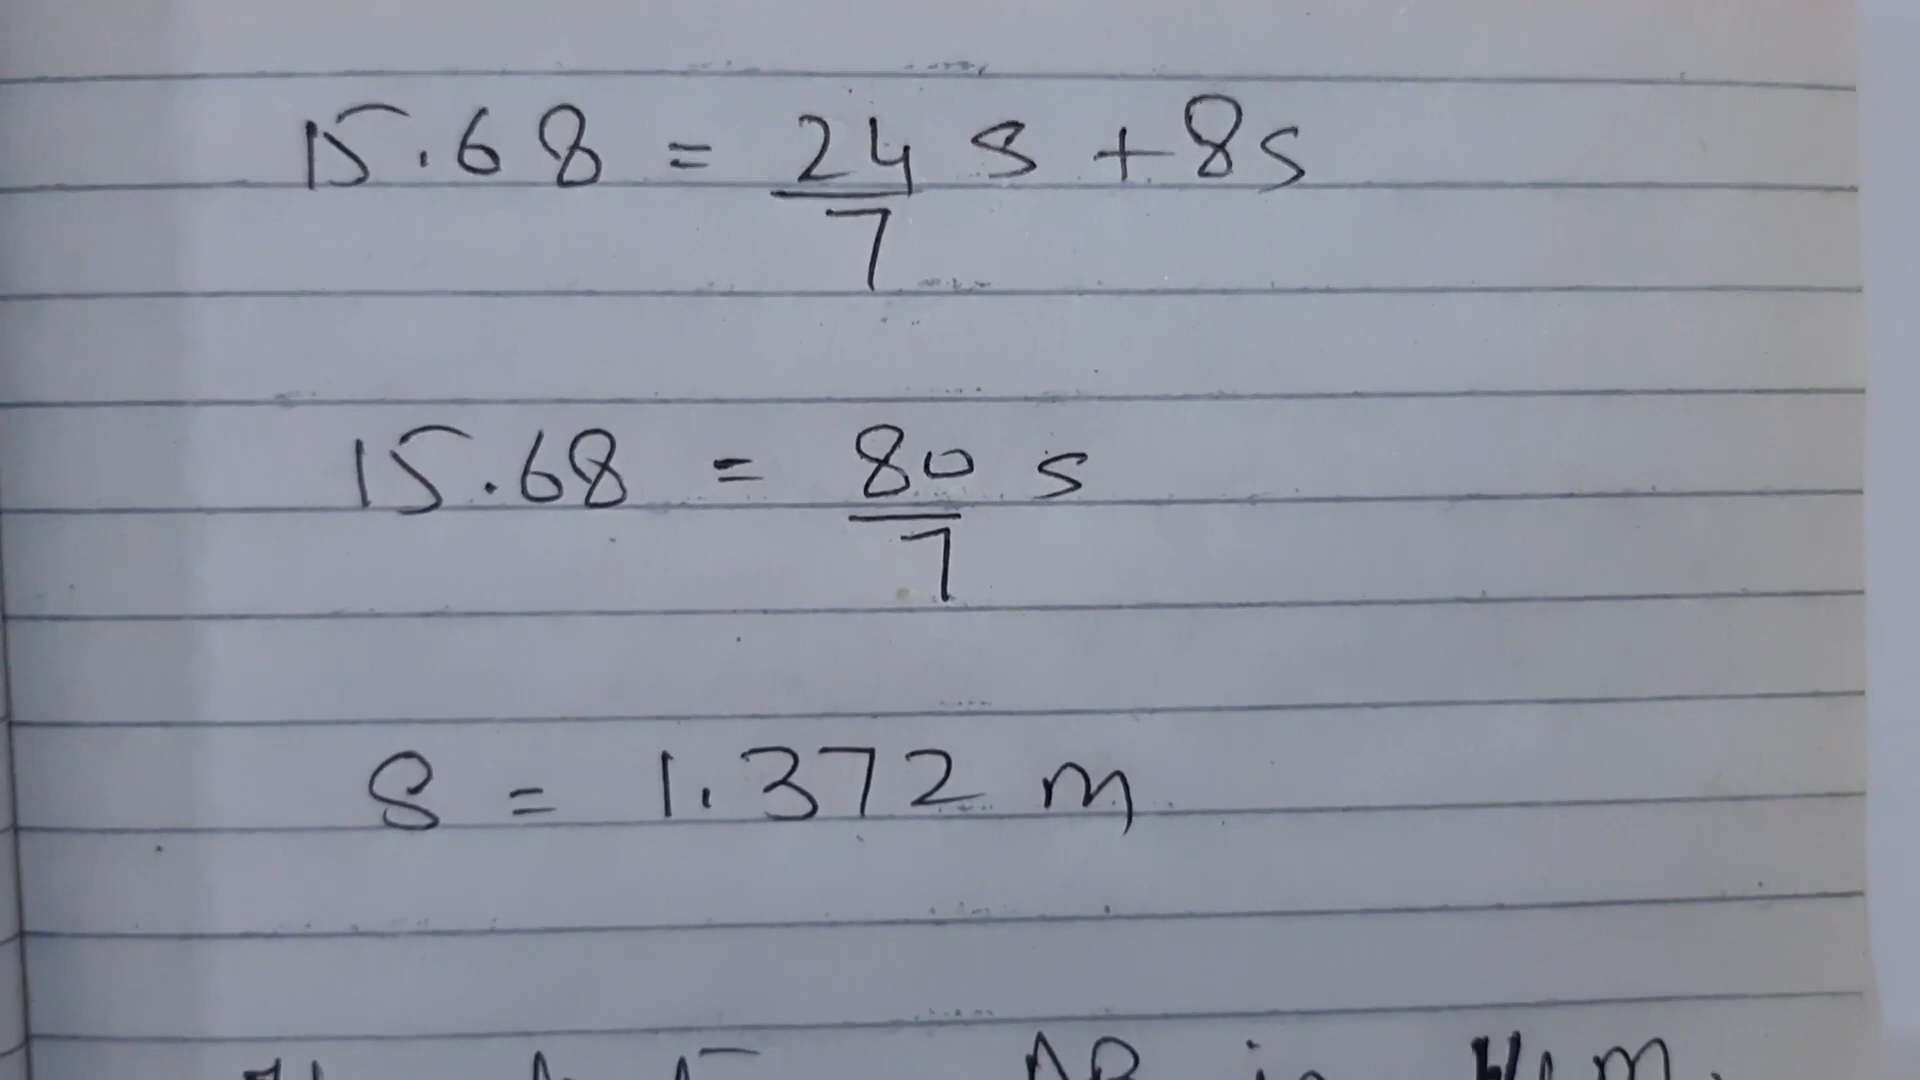 15.68 = 24/7 s + 8s
15.68 = 80/7 s
s = 1.372 m